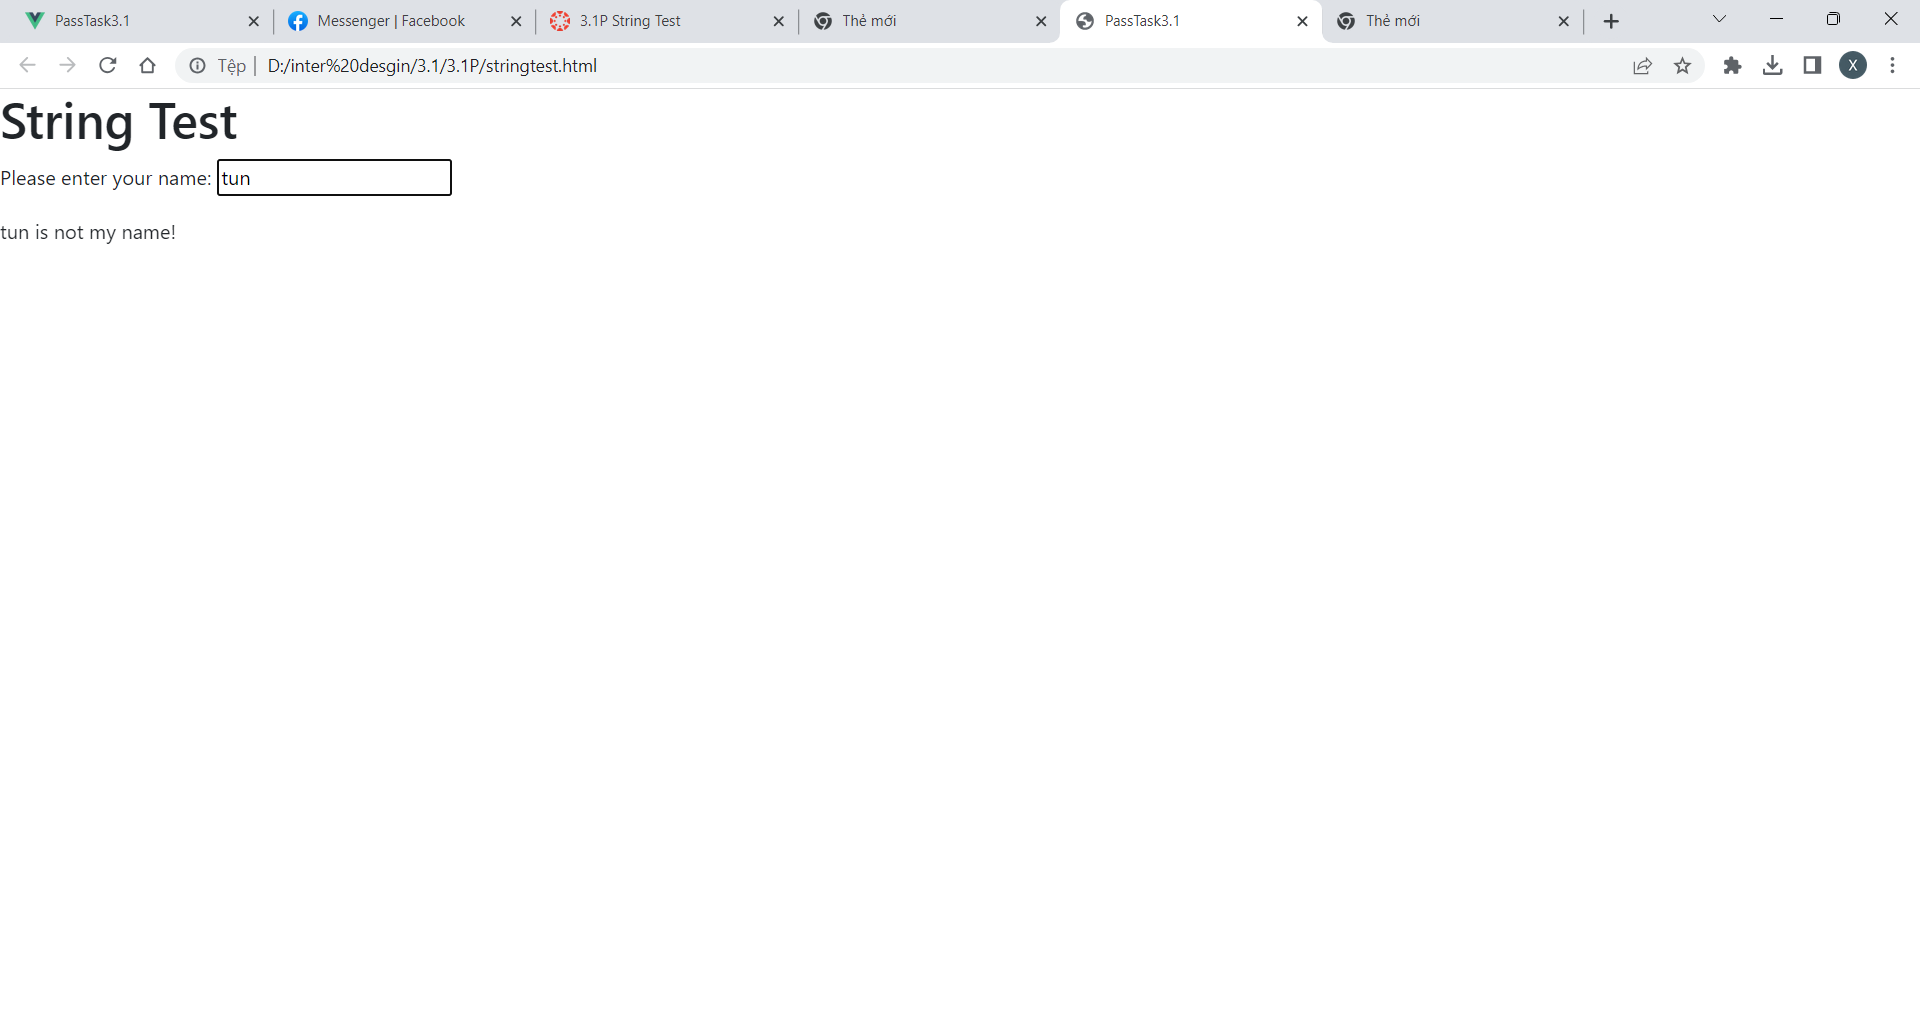 PassTask3.1
Messenger | Facebook
3.1P String Test
Thẻ mới
PassTask3.1
Thẻ mới
Tệp | D:/inter%20desgin/3.1/3.1P/stringtest.html
X
String Test
Please enter your name: tun
tun is not my name!